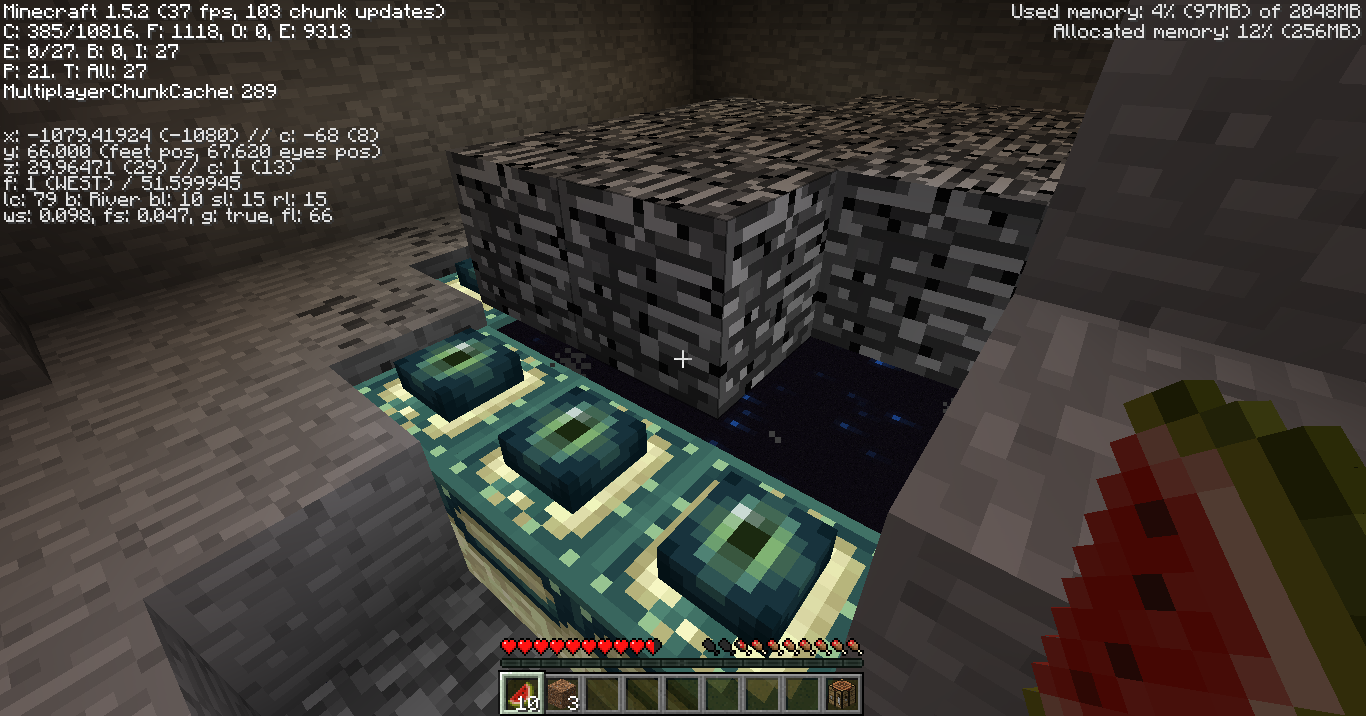 Minecraft 1.5.2 (37 fps, 103 chunk updates)
C: 385/10816. F: 1118, O: 0, E: 9313
E: 0/27. B: 0, I: 27
P: 21. T: All: 27
MultiplayerChunkCache: 289
x: -1079.41924 (-1080) // c: -68 (8)
y: 66.000 (feet pos, 67.620 eyes pos)
z: 29.96471 (29) // c: 1 (13)
f: 1 (WEST) / 51.599945
lc: 79 b: River bl: 10 sl: 15 rl: 15
ws: 0.098, fs: 0.047, g: true, fl: 66
Used memory: 4% (97MB) of 2048MB
Allocated memory: 12% (256MB)
10
3